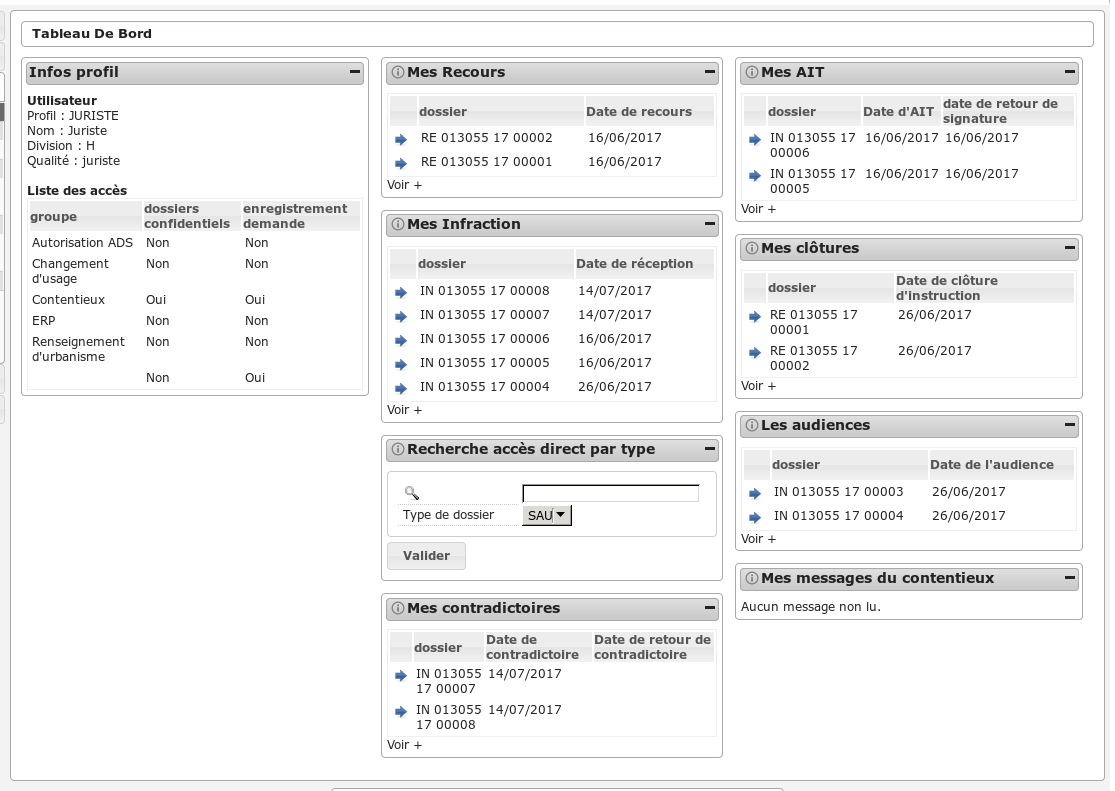 Tableau De Bord
Infos profil
Utilisateur
Profil : JURISTE
Nom : Juriste
Division : H
Qualité : juriste
Liste des accès
groupe dossiers confidentiels enregistrement demande
Autorisation ADS Non Non
Changement d'usage Non Non
Contentieux Oui Oui
ERP Non Non
Renseignement d'urbanisme Non Non
Non Oui
Mes Recours
dossier Date de recours
RE 013055 17 00002 16/06/2017
RE 013055 17 00001 16/06/2017
Voir +
Mes Infraction
dossier Date de réception
IN 013055 17 00008 14/07/2017
IN 013055 17 00007 14/07/2017
IN 013055 17 00006 16/06/2017
IN 013055 17 00005 16/06/2017
IN 013055 17 00004 26/06/2017
Voir +
Recherche accès direct par type
Type de dossier SAU
Valider
Mes contradictoires
dossier Date de contradictoire Date de retour de contradictoire
IN 013055 17 00007 14/07/2017
IN 013055 17 00008 14/07/2017
Voir +
Mes AIT
dossier Date d'AIT date de retour de signature
IN 013055 17 00006 16/06/2017 16/06/2017
IN 013055 17 00005 16/06/2017 16/06/2017
Voir +
Mes clôtures
dossier Date de clôture d'instruction
RE 013055 17 00001 26/06/2017
RE 013055 17 00002 26/06/2017
Voir +
Les audiences
dossier Date de l'audience
IN 013055 17 00003 26/06/2017
IN 013055 17 00004 26/06/2017
Voir +
Mes messages du contentieux
Aucun message non lu.